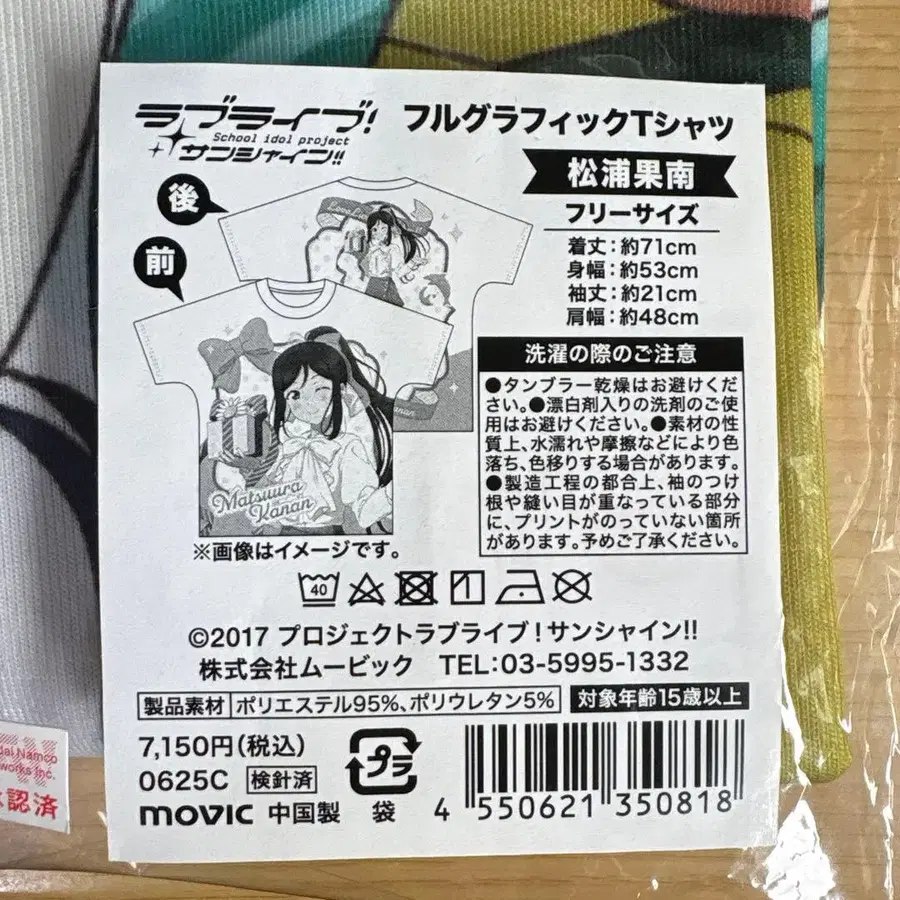 ラブライブ!
School idol project
サンシャイン!!
フルグラフィックTシャツ
松浦果南
フリーサイズ
着丈：約71cm
身幅：約53cm
袖丈：約21cm
肩幅：約48cm
後
前
Matsuura
Kanan
Kanan
※画像はイメージです。
洗濯の際のご注意
●タンブラー乾燥はお避けくだ
さい。●漂白剤入りの洗剤のご使
用はお避けください。●素材の性
質上、水濡れや摩擦などにより色
落ち、色移りする場合があります。
●製造工程の都合上、袖のつけ
根や縫い目が重なっている部分
に、プリントがのっていない箇所
があります。予めご了承ください。
40
©2017 プロジェクトラブライブ！サンシャイン!!
株式会社ムービック TEL:03-5995-1332
製品素材 ポリエステル95%、ポリウレタン5% 対象年齢15歳以上
7,150円(税込)
0625C 検針済
movic 中国製
プラ
袋
4 550621 350818
dai Namco
works Inc.
認済